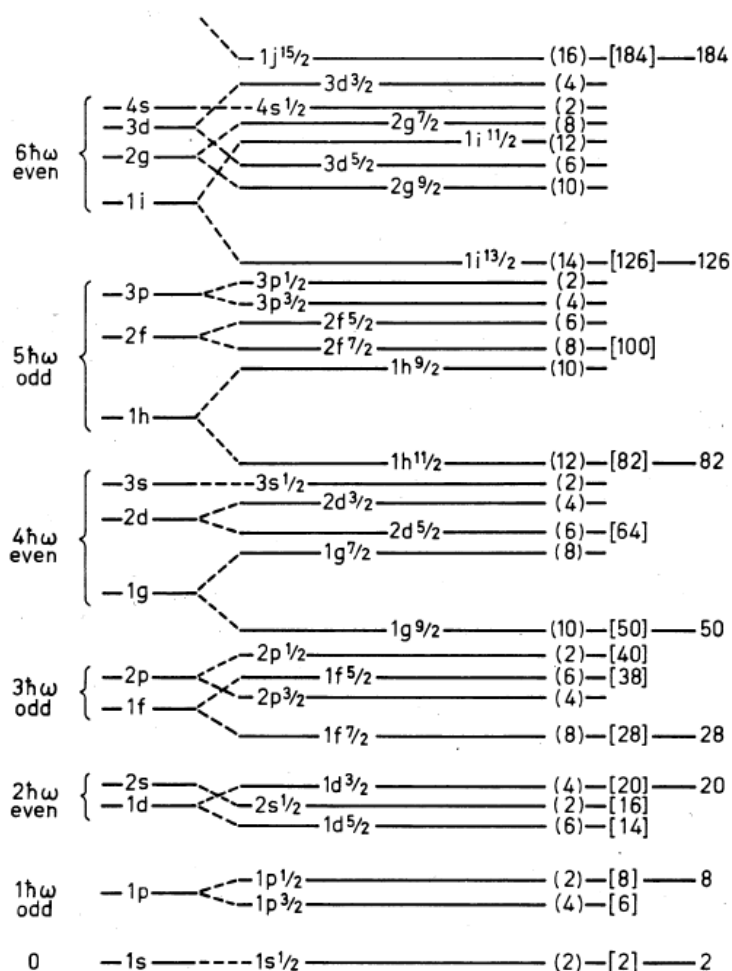 1j 15/2 (16) [184] 184
3d 3/2 (4)
4s 4s 1/2 (2)
3d 2g 7/2 (8)
6ħω even 1i 11/2 (12)
2g 3d 5/2 (6)
2g 9/2 (10)
1i
1i 13/2 (14) [126] 126
3p 3p 1/2 (2)
3p 3/2 (4)
2f 2f 5/2 (6)
5ħω odd 2f 7/2 (8) [100]
1h 9/2 (10)
1h
1h 11/2 (12) [82] 82
3s 3s 1/2 (2)
2d 3/2 (4)
2d
4ħω even 2d 5/2 (6) [64]
1g 7/2 (8)
1g
1g 9/2 (10) [50] 50
2p 1/2 (2) [40]
2p 1f 5/2 (6) [38]
3ħω odd 2p 3/2 (4)
1f
1f 7/2 (8) [28] 28
2s 1d 3/2 (4) [20] 20
2ħω even 1d 2s 1/2 (2) [16]
1d 5/2 (6) [14]
1p 1/2 (2) [8] 8
1ħω odd 1p
1p 3/2 (4) [6]
0 1s 1s 1/2 (2) [2] 2